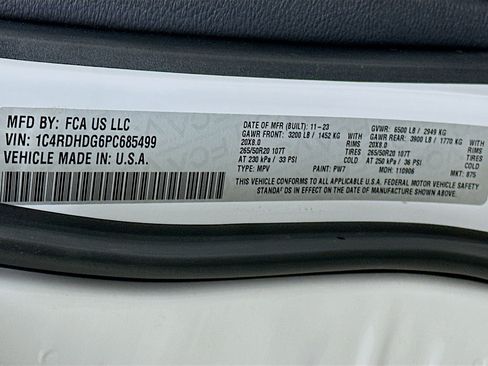 MFD BY: FCA US LLC
VIN: 1C4RDHDG6PC685499
VEHICLE MADE IN U.S.A.
DATE OF MFR (BUILT): 11-23 GVWR: 6500 LB / 2949 KG
GAWR FRONT: 3200 LB / 1452 KG WITH GAWR REAR: 3900 LB / 1770 KG WITH
20X8.0 RIMS 20X8.0 RIMS
265/50R20 107T TIRES 265/50R20 107T TIRES
AT 230 kPa / 33 PSI COLD AT 250 kPa / 36 PSI COLD
TYPE: MPV PAINT: PW7 MDH: 110906 MKT: 875
THIS VEHICLE CONFORMS TO ALL APPLICABLE U.S.A. FEDERAL MOTOR VEHICLE SAFETY
STANDA DS IN EFFECT ON THE DATE OF MANUFACTURE SHOWN ABOVE.